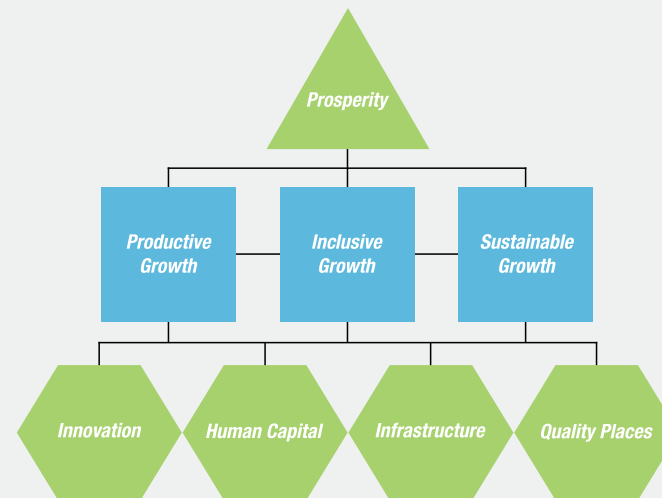 Prosperity
Productive
Growth
Inclusive
Growth
Sustainable
Growth
Innovation
Human Capital
Infrastructure
Quality Places